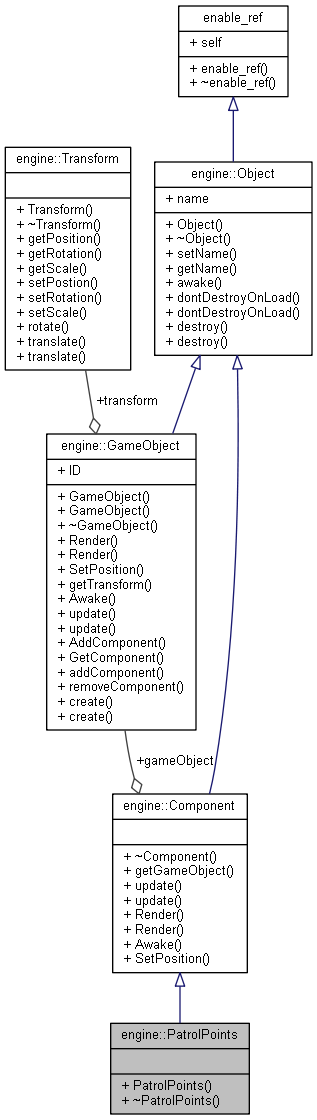 enable_ref
+ self
+ enable_ref()
+ ~enable_ref()
engine::Transform
+ Transform()
+ ~Transform()
+ getPosition()
+ getRotation()
+ getScale()
+ setPostion()
+ setRotation()
+ setScale()
+ rotate()
+ translate()
+ translate()
engine::Object
+ name
+ Object()
+ ~Object()
+ setName()
+ getName()
+ awake()
+ dontDestroyOnLoad()
+ dontDestroyOnLoad()
+ destroy()
+ destroy()
+transform
engine::GameObject
+ ID
+ GameObject()
+ GameObject()
+ ~GameObject()
+ Render()
+ Render()
+ SetPosition()
+ getTransform()
+ Awake()
+ update()
+ update()
+ AddComponent()
+ GetComponent()
+ addComponent()
+ removeComponent()
+ create()
+ create()
+gameObject
engine::Component
+ ~Component()
+ getGameObject()
+ update()
+ update()
+ Render()
+ Render()
+ Awake()
+ SetPosition()
engine::PatrolPoints
+ PatrolPoints()
+ ~PatrolPoints()